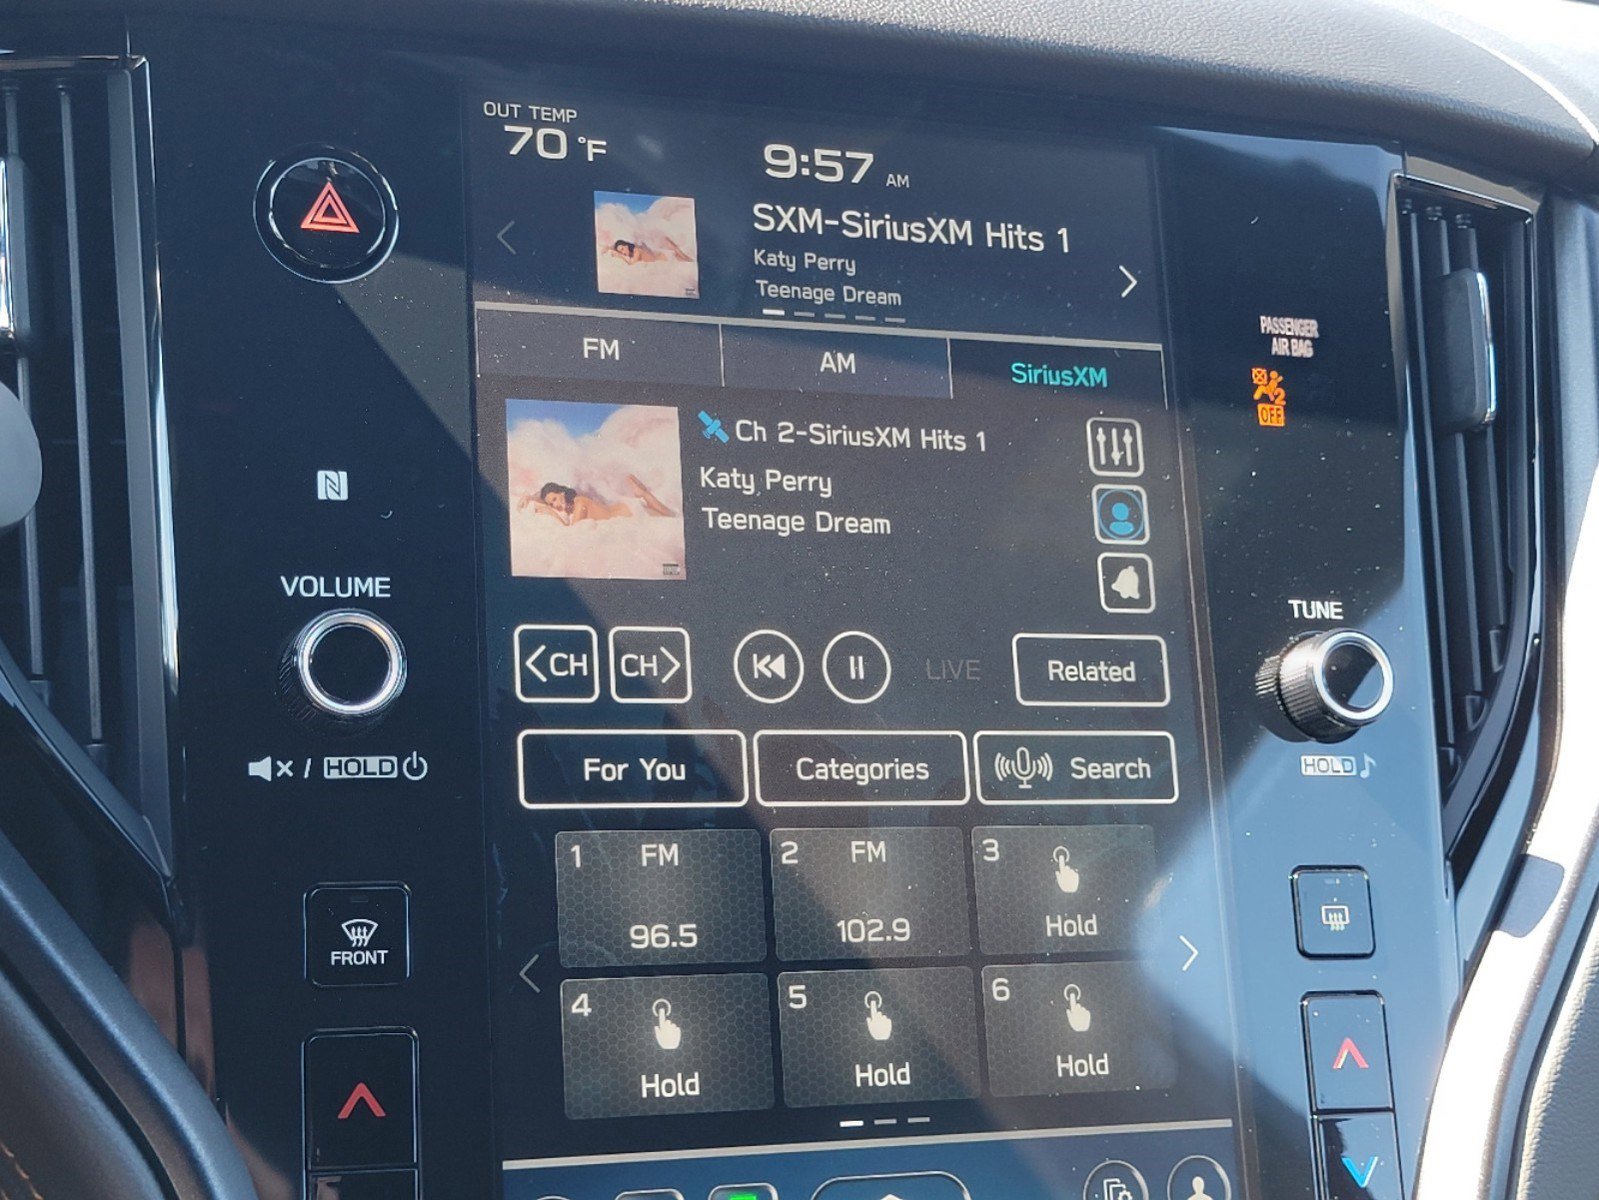 OUT TEMP
70 °F
9:57 AM
SXM-SiriusXM Hits 1
Katy Perry
Teenage Dream
FM
AM
SiriusXM
PASSENGER
AIR BAG
2
OFF
Ch 2-SiriusXM Hits 1
Katy Perry
Teenage Dream
VOLUME
TUNE
<CH
CH>
LIVE
Related
/ HOLD
HOLD
For You
Categories
Search
1 FM
96.5
2 FM
102.9
3
Hold
FRONT
4
Hold
5
Hold
6
Hold